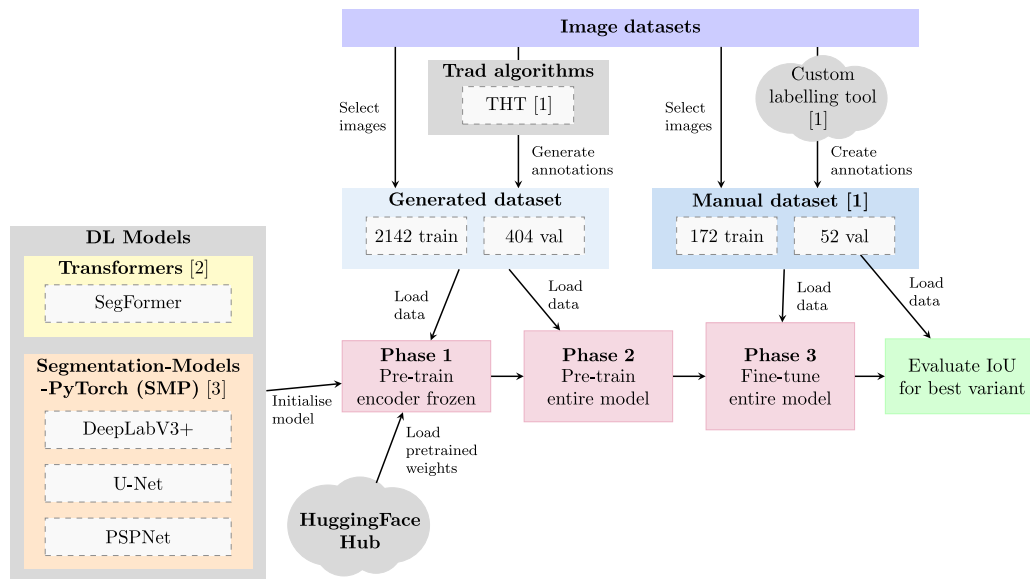 Image datasets
Trad algorithms
THT [1]
Custom
labelling tool
[1]
Select
images
Generate
annotations
Select
images
Create
annotations
Generated dataset
2142 train
404 val
Manual dataset [1]
172 train
52 val
DL Models
Transformers [2]
SegFormer
Segmentation-Models
-PyTorch (SMP) [3]
DeepLabV3+
U-Net
PSPNet
Load
data
Load
data
Load
data
Load
data
Initialise
model
Phase 1
Pre-train
encoder frozen
Phase 2
Pre-train
entire model
Phase 3
Fine-tune
entire model
Evaluate IoU
for best variant
Load
pretrained
weights
HuggingFace
Hub